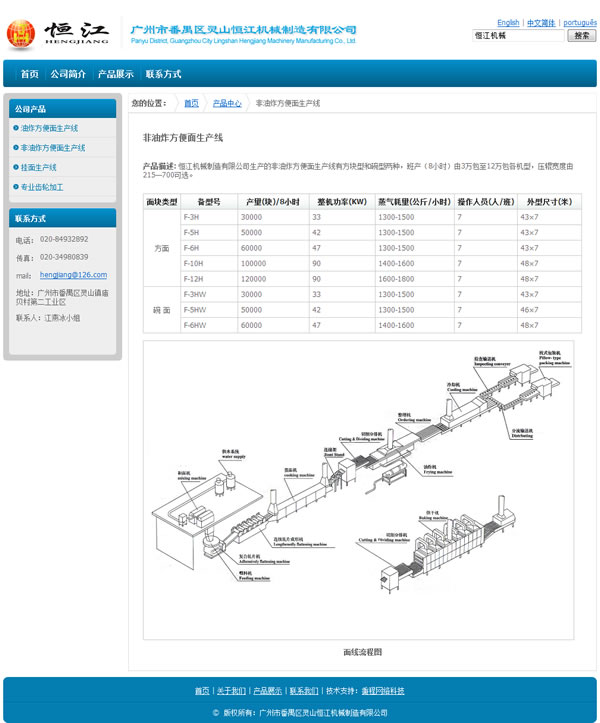 恒江
HENGJIANG
广州市番禺区灵山恒江机械制造有限公司
Panyu District, Guangzhou City Lingshan Hengjiang Machinery Manufacturing Co., Ltd.
English | 中文简体 | português
恒江机械 搜索
首页 公司简介 产品展示 联系方式
公司产品
油炸方便面生产线
非油炸方便面生产线
挂面生产线
专业齿轮加工
联系方式
电话: 020-84932892
传真: 020-34980839
mail: hengjiang@126.com
地址: 广州市番禺区灵山镇庙
贝村第二工业区
联系人: 江燕冰小姐
您的位置: 首页 产品中心 非油炸方便面生产线
非油炸方便面生产线
产品描述: 恒江机械制造有限公司生产的非油炸方便面生产线有方块型和碗型两种，班产（8小时）由3万包至12万包各机型，压辊宽度由
215—700可选。
面块类型 备型号 产量(块)/8小时 整机功率(KW) 蒸气耗量(公斤/小时) 操作人员(人/班) 外型尺寸(米)
方面
F-3H 30000 33 1300-1500 7 43×7
F-5H 50000 42 1300-1500 7 43×7
F-6H 60000 47 1300-1500 7 43×7
F-10H 100000 90 1400-1600 7 48×7
F-12H 120000 90 1600-1800 7 48×7
碗 面
F-3HW 30000 33 1300-1500 7 43×7
F-5HW 50000 42 1300-1500 7 46×7
F-6HW 60000 47 1400-1600 7 48×7
检查输送机
Inspecting conveyor
枕式包装机
Pillow- type
packing machine
冷却机
Cooling machine
整理机
Ordering machine
分流输送机
Distributing
切割分排机
Cutting & Dividing machine
连接架
Joint Stand
油炸机
Frying machine
供水系统
water supply
和面机
mixing machine
蒸面机
cooking machine
连续压片成形机
Lengthenedly flattening machine
复合压片机
Adhesively flattening machine
喂料机
Feeding machine
烘干机
Baking machine
切割分排机
Cutting & Dividing machine
面线流程图
首页 | 关于我们 | 产品展示 | 联系我们 | 技术支持: 番程网络科技
© 版权所有: 广州市番禺区灵山恒江机械制造有限公司